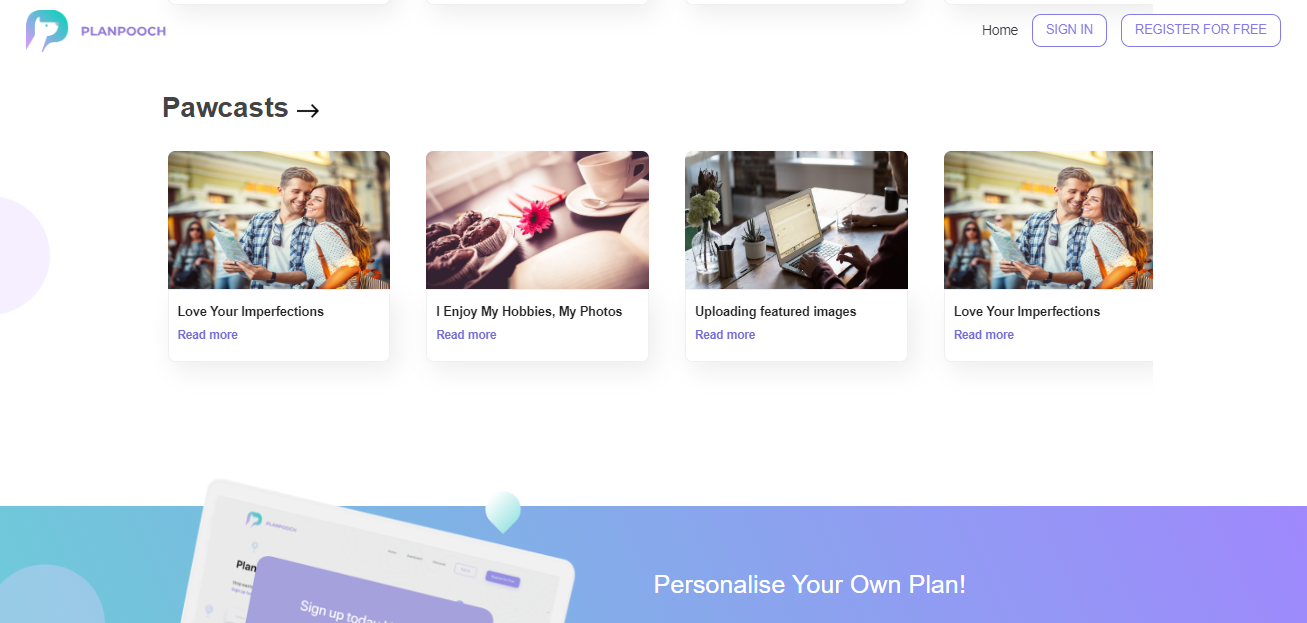 PLANPOOCH
Home
SIGN IN
REGISTER FOR FREE
Pawcasts →
Love Your Imperfections
Read more
I Enjoy My Hobbies, My Photos
Read more
Uploading featured images
Read more
Love Your Imperfections
Read more
PLANPOOCH
Plan
Sign up today!
Personalise Your Own Plan!